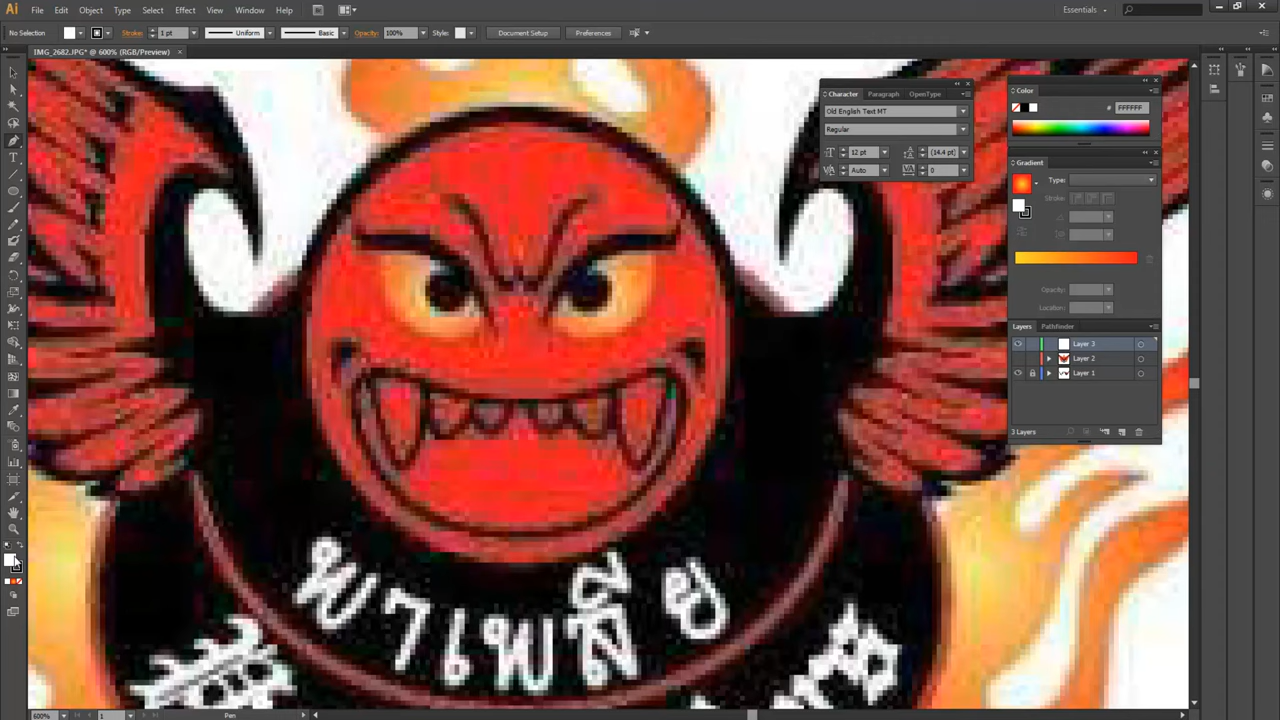 Ai File Edit Object Type Select Effect View Window Help Br Essentials
No Selection Stroke: 1 pt Uniform Basic Opacity: 100% Style: Document Setup Preferences
IMG_2682.JPG* @ 600% (RGB/Preview) ×
Character Paragraph OpenType
Old English Text MT
Regular
12 pt (14.4 pt)
Auto 0
Color
# FFFFFF
Gradient
Type:
Stroke:
Opacity:
Location:
Layers Pathfinder
Layer 3
Layer 2
Layer 1
3 Layers
600% 1 Pen